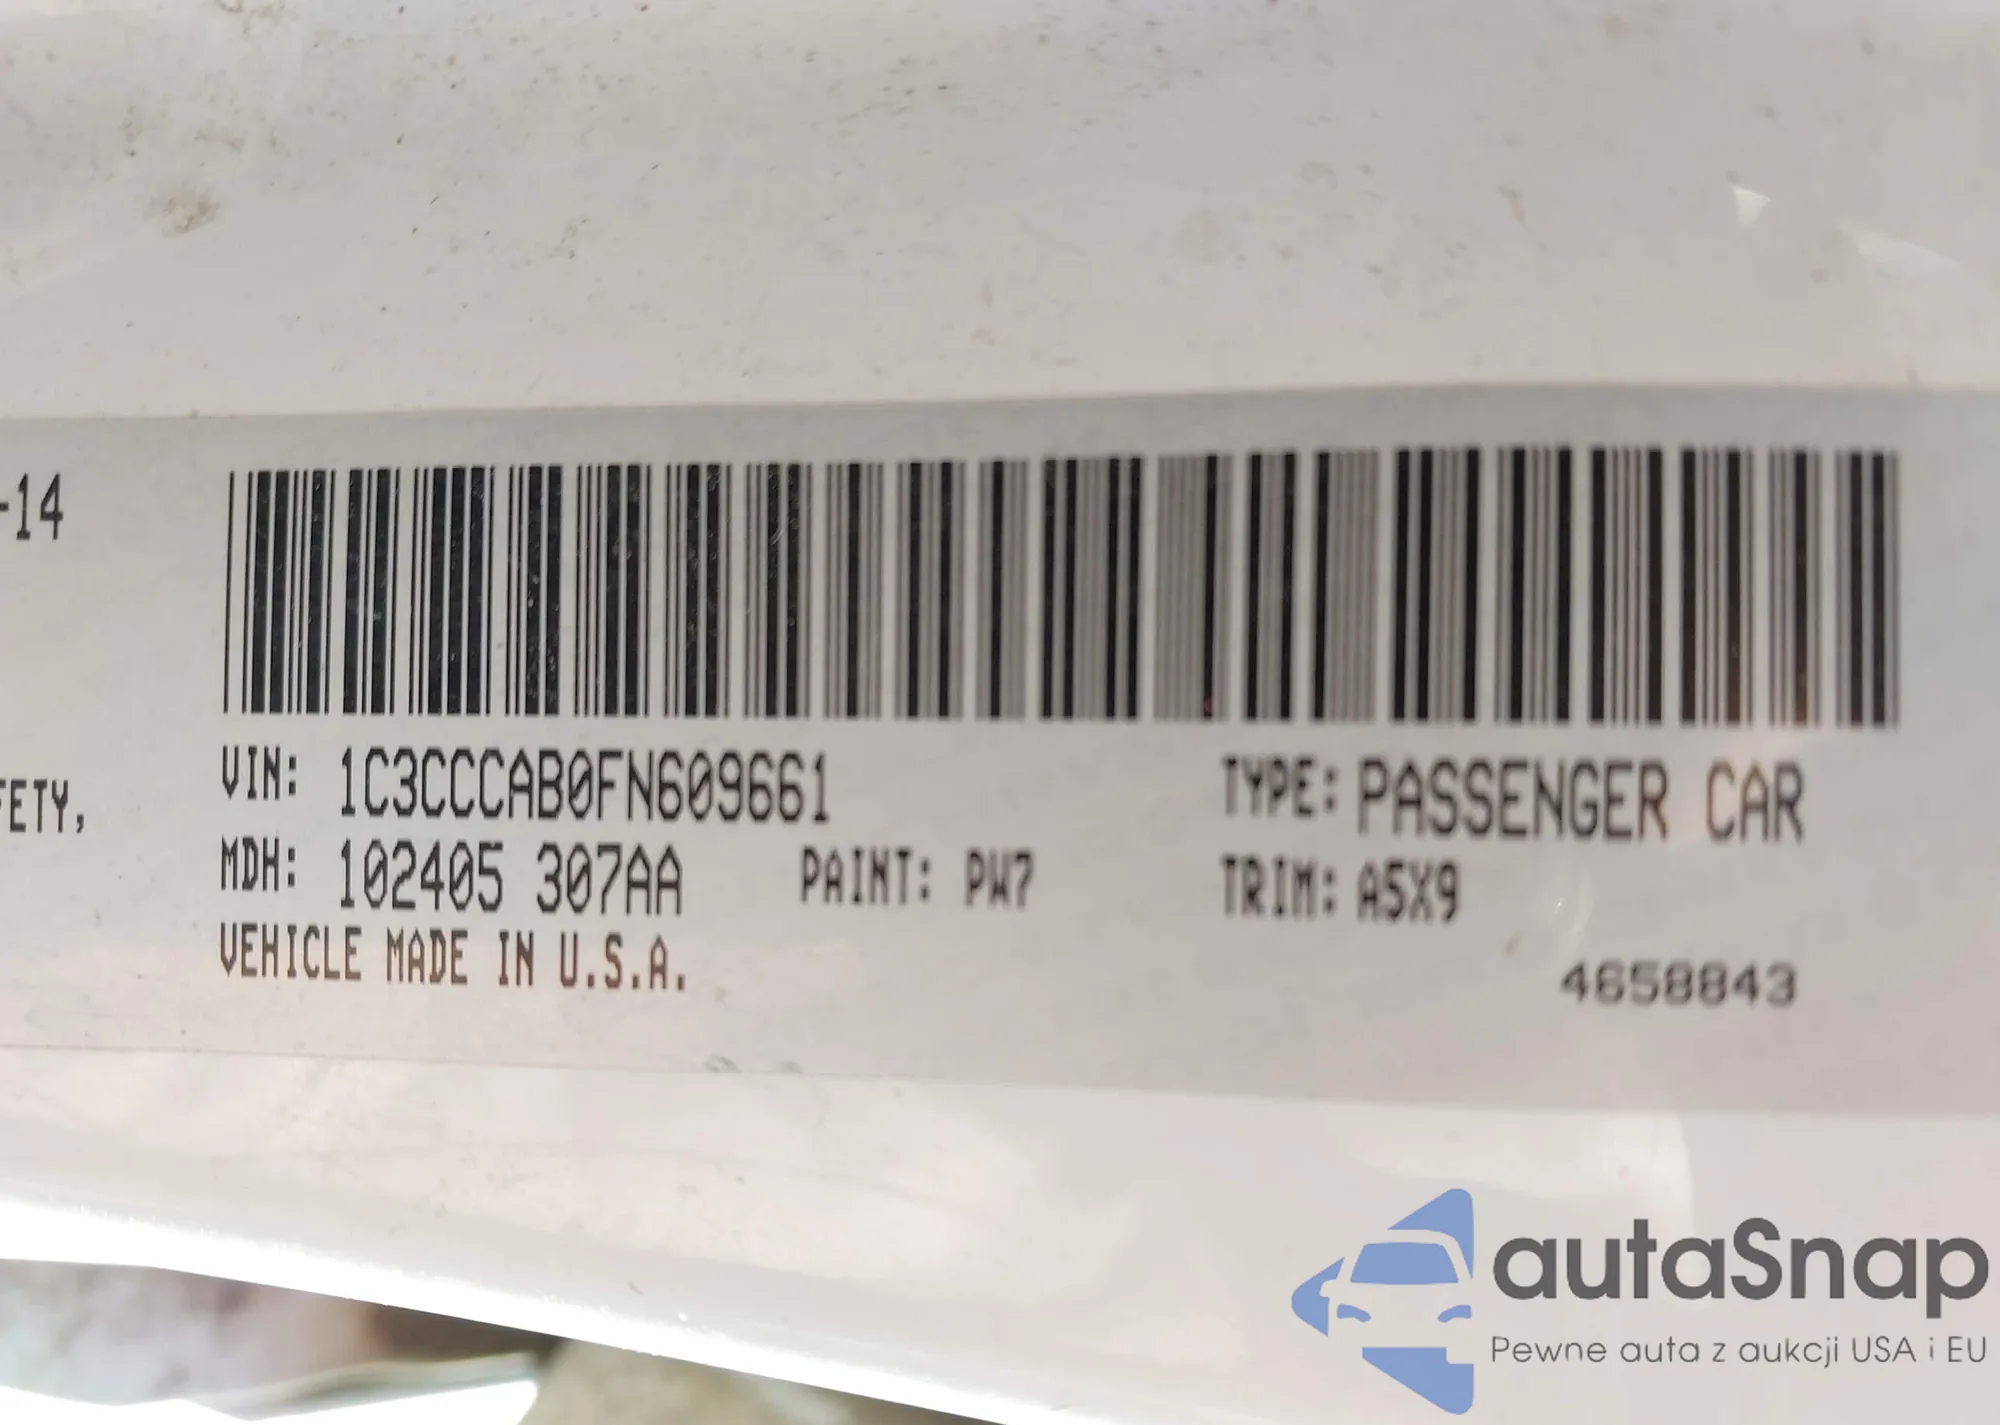 -14
FETY,
VIN: 1C3CCCAB0FN609661
TYPE: PASSENGER CAR
MDH: 102405 307AA
PAINT: PW7
TRIM: A5X9
VEHICLE MADE IN U.S.A.
4658843
autaSnap
Pewne auta z aukcji USA i EU